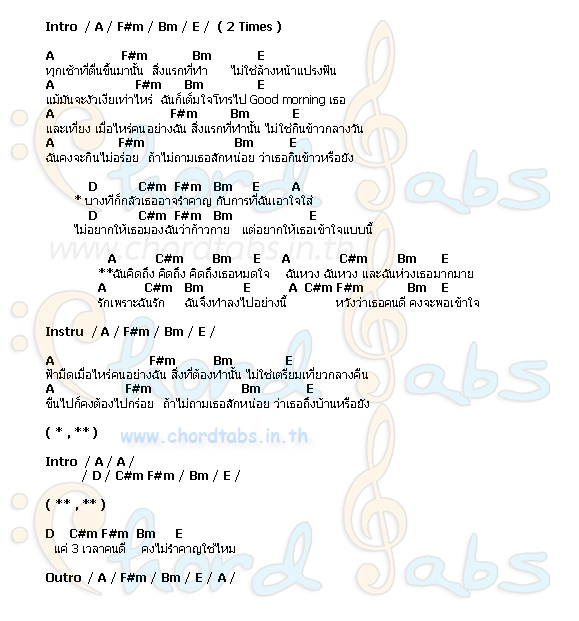 Intro / A / F#m / Bm / E / ( 2 Times )
A F#m Bm E
ทุกเช้าที่ตื่นขึ้นมานั้น สิ่งแรกที่ทำ ไม่ใช่ล้างหน้าแปรงฟัน
A F#m Bm E
แม้มันจะงัวเงียเท่าไหร่ ฉันก็เต็มใจโทรไป Good morning เธอ
A F#m Bm E
และเที่ยง เมื่อไหร่คนอย่างฉัน สิ่งแรกที่ทำนั้น ไม่ใช่กินข้าวกลางวัน
A F#m Bm E
ฉันคงจะกินไม่อร่อย ถ้าไม่ถามเธอสักหน่อย ว่าเธอกินข้าวหรือยัง
D C#m F#m Bm E A
* บางทีก็กลัวเธออาจรำคาญ กับการที่ฉันเอาใจใส่
D C#m F#m Bm E
ไม่อยากให้เธอมองฉันว่าก้าวกาย แต่อยากให้เธอเข้าใจแบบนี้
www.chordtabs.in.th
A C#m Bm E A C#m Bm E
**ฉันคิดถึง คิดถึง คิดถึงเธอหมดใจ ฉันหวง ฉันหวง และฉันห่วงเธอมากมาย
A C#m Bm E A C#m F#m Bm E
รักเพราะฉันรัก ฉันจึงทำลงไปอย่างนี้ หวังว่าเธอคนดี คงจะพอเข้าใจ
Instru / A / F#m / Bm / E /
A F#m Bm E
ฟ้ามืดเมื่อไหร่คนอย่างฉัน สิ่งที่ต้องทำนั้น ไม่ใช่เตรียมเที่ยวกลางคืน
A F#m Bm E
ขืนไปก็คงต้องไปกร่อย ถ้าไม่ถามเธอสักหน่อย ว่าเธอถึงบ้านหรือยัง
( * , ** ) www.chordtabs.in.th
Intro / A / A /
/ D / C#m F#m / Bm / E /
( ** , ** )
D C#m F#m Bm E
แค่ 3 เวลาคนดี คงไม่รำคาญใช่ไหม
Outro / A / F#m / Bm / E / A /
Chord Tabs
Chord Tabs
Chord Tabs